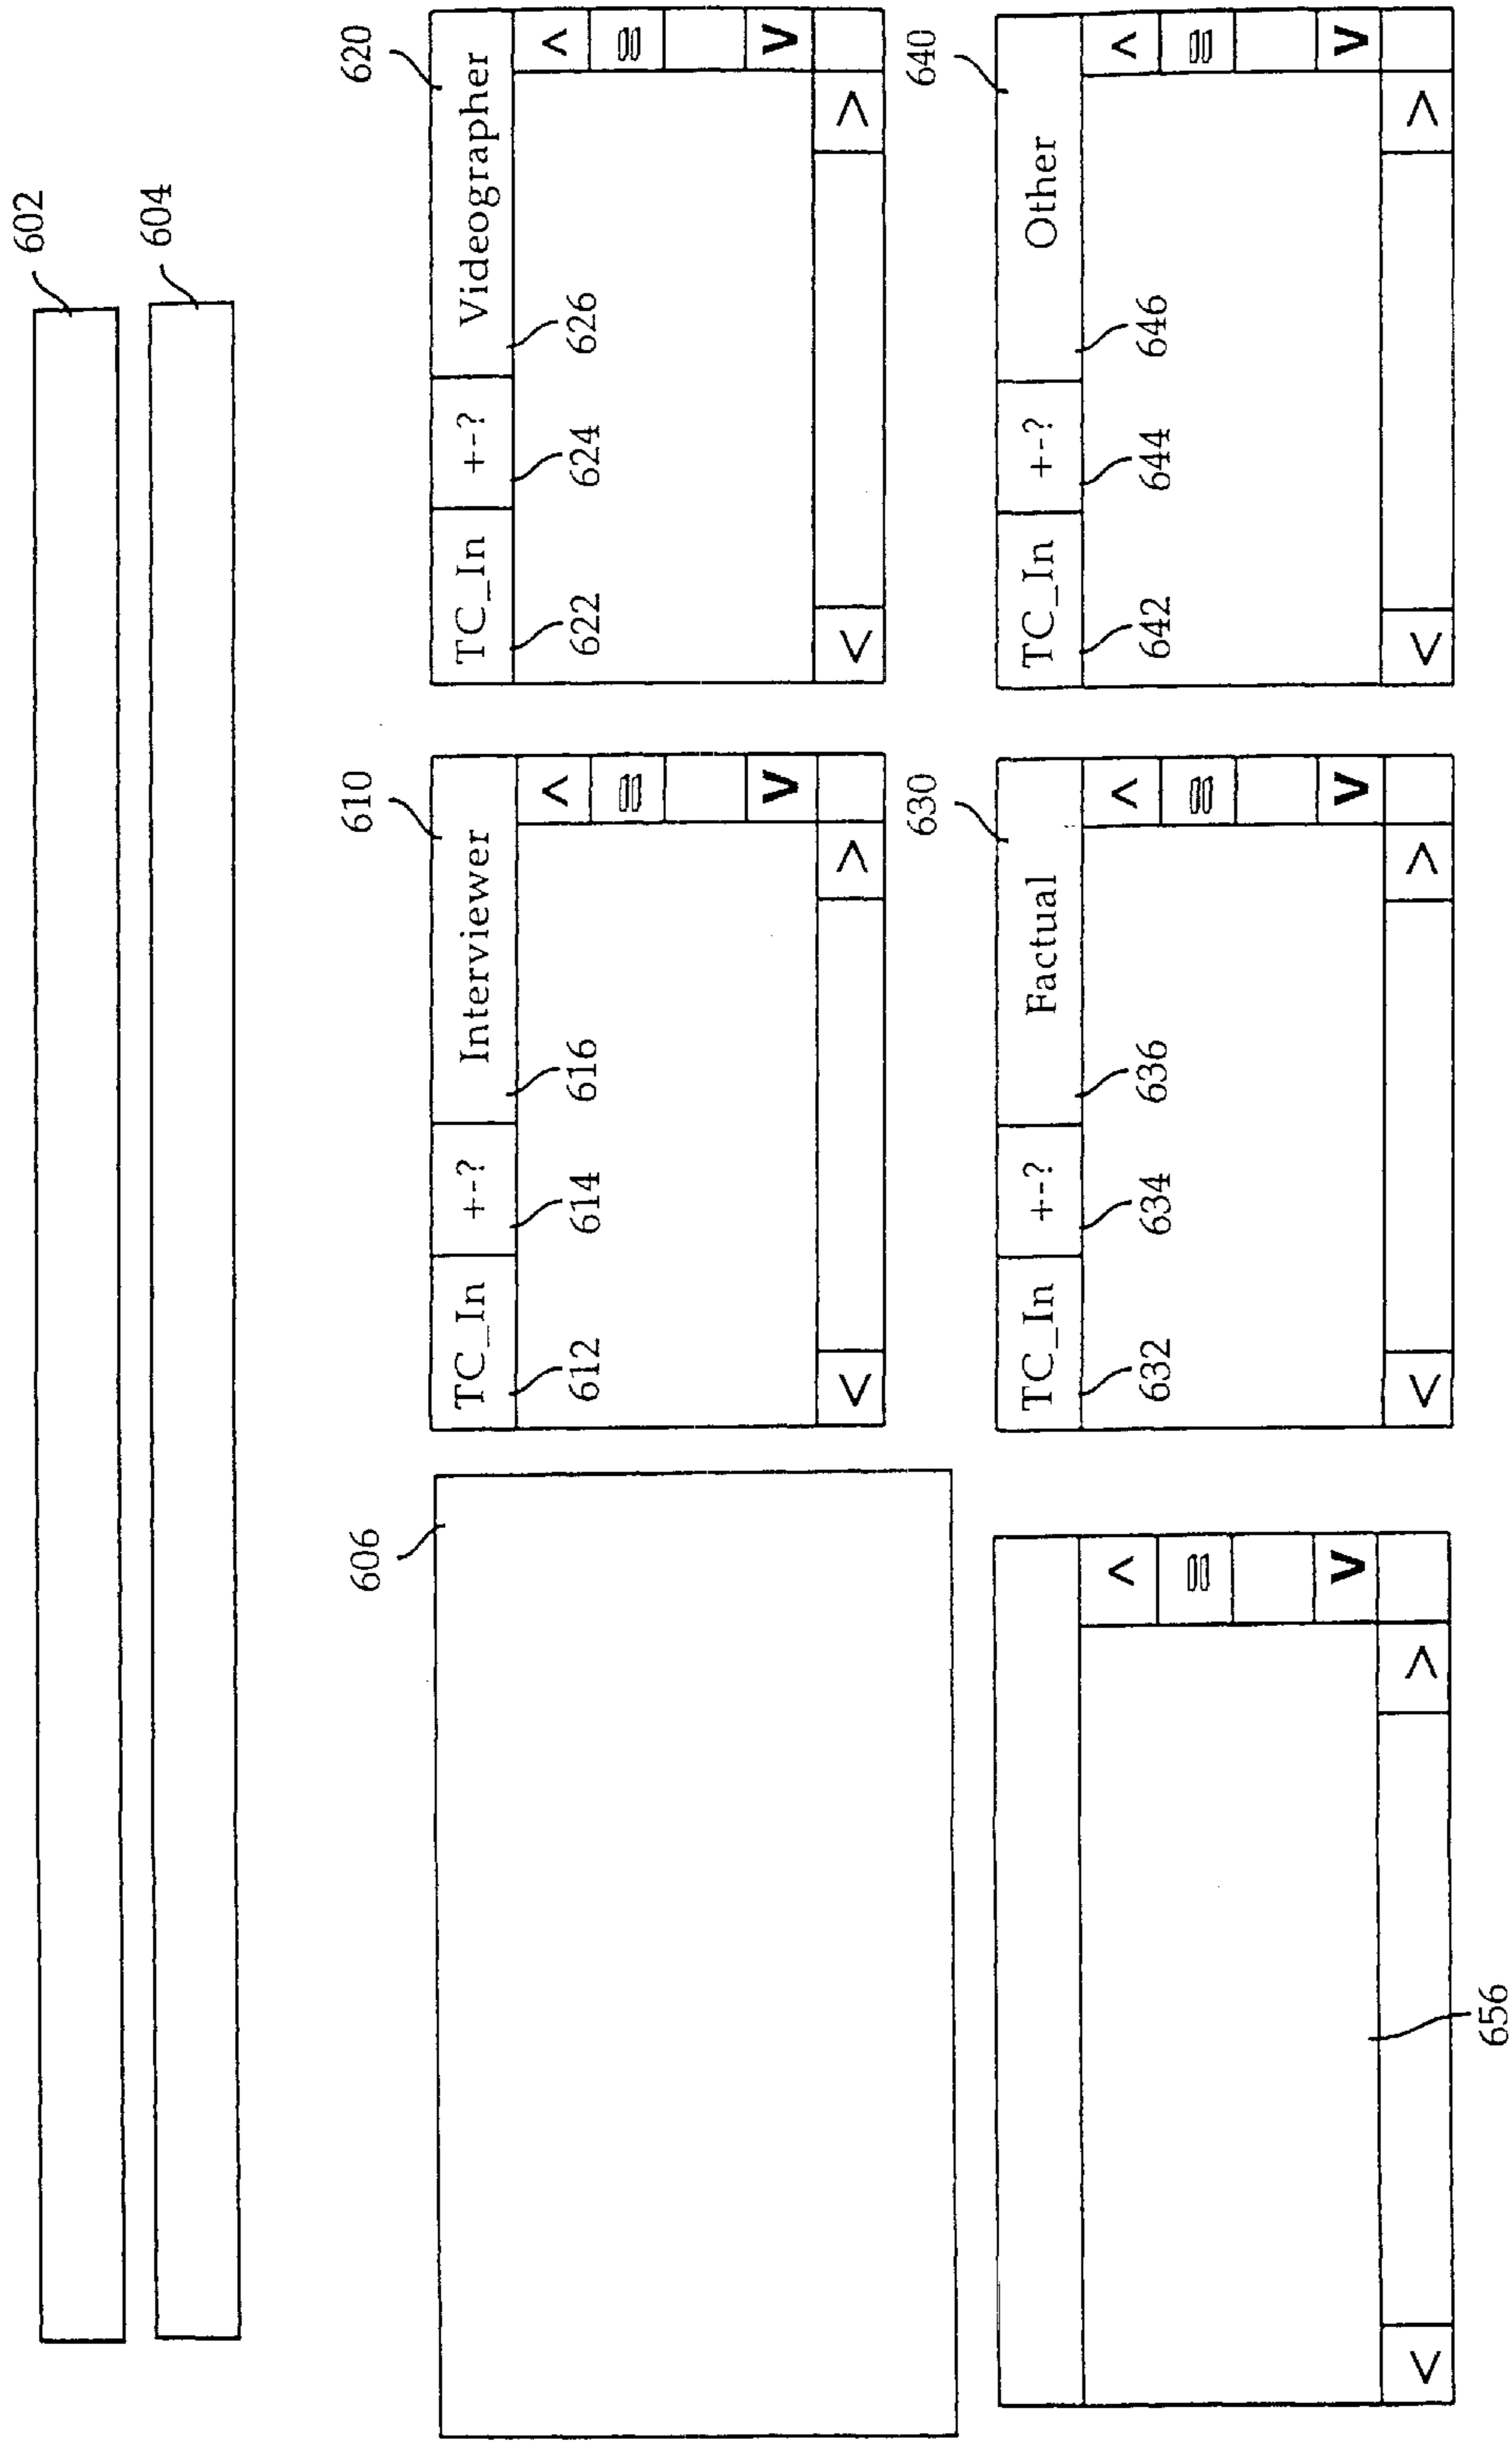 602
604
606
610
TC_In +--? Interviewer
612 614 616
^
=
v
< >
620
TC_In +--? Videographer
622 624 626
^
=
v
< >
^
=
v
< >
656
630
TC_In +--? Factual
632 634 636
^
=
v
< >
640
TC_In +--? Other
642 644 646
^
=
v
< >